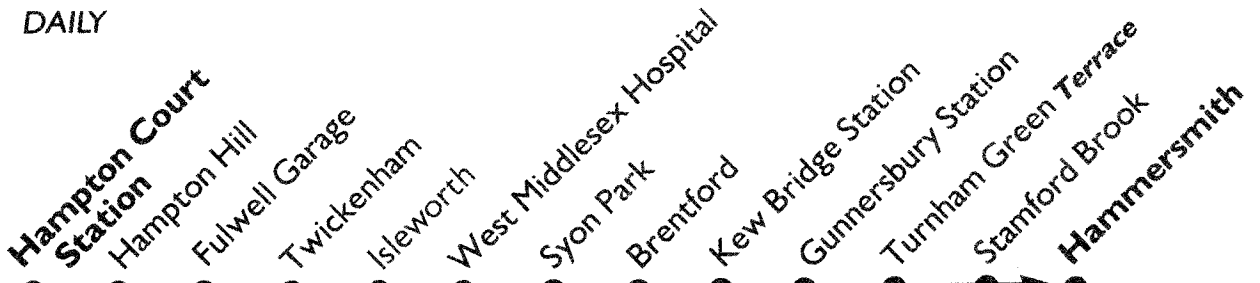 DAILY
Hampton Court
Station
Hampton Hill
Fulwell Garage
Twickenham
Isleworth
West Middlesex Hospital
Syon Park
Brentford
Kew Bridge Station
Gunnersbury Station
Turnham Green Terrace
Stamford Brook
Hammersmith